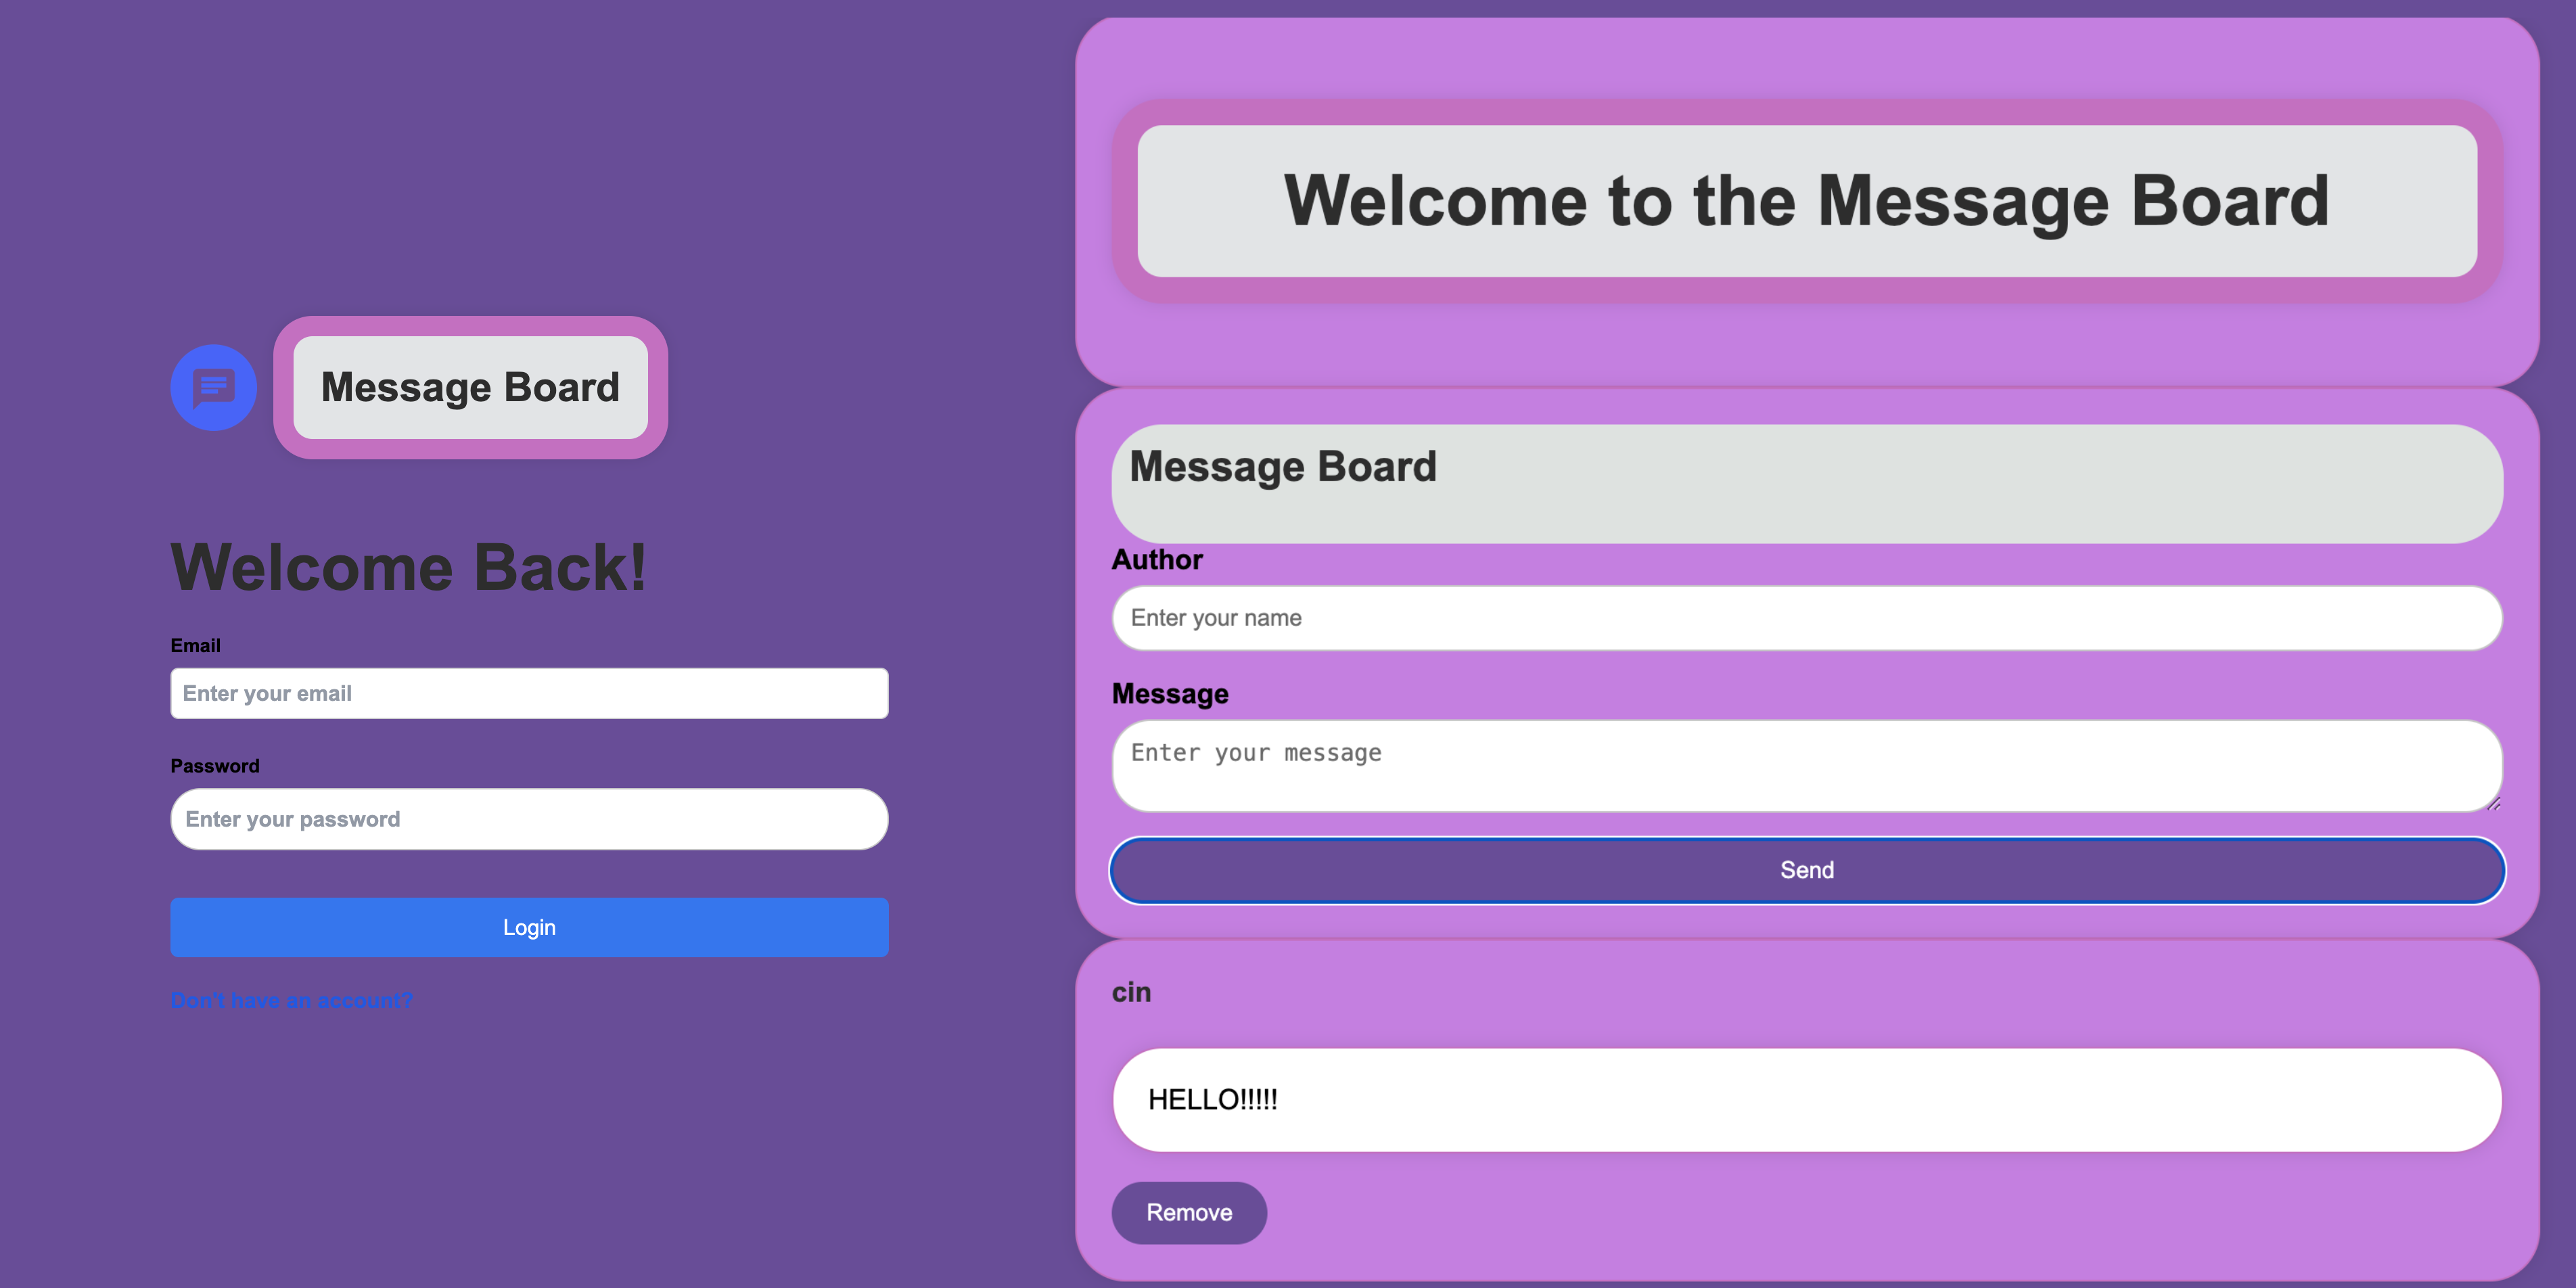 Message Board
Welcome Back!
Email
Enter your email
Password
Enter your password
Login
Don't have an account?
Welcome to the Message Board
Message Board
Author
Enter your name
Message
Enter your message
Send
cin
HELLO!!!!!
Remove